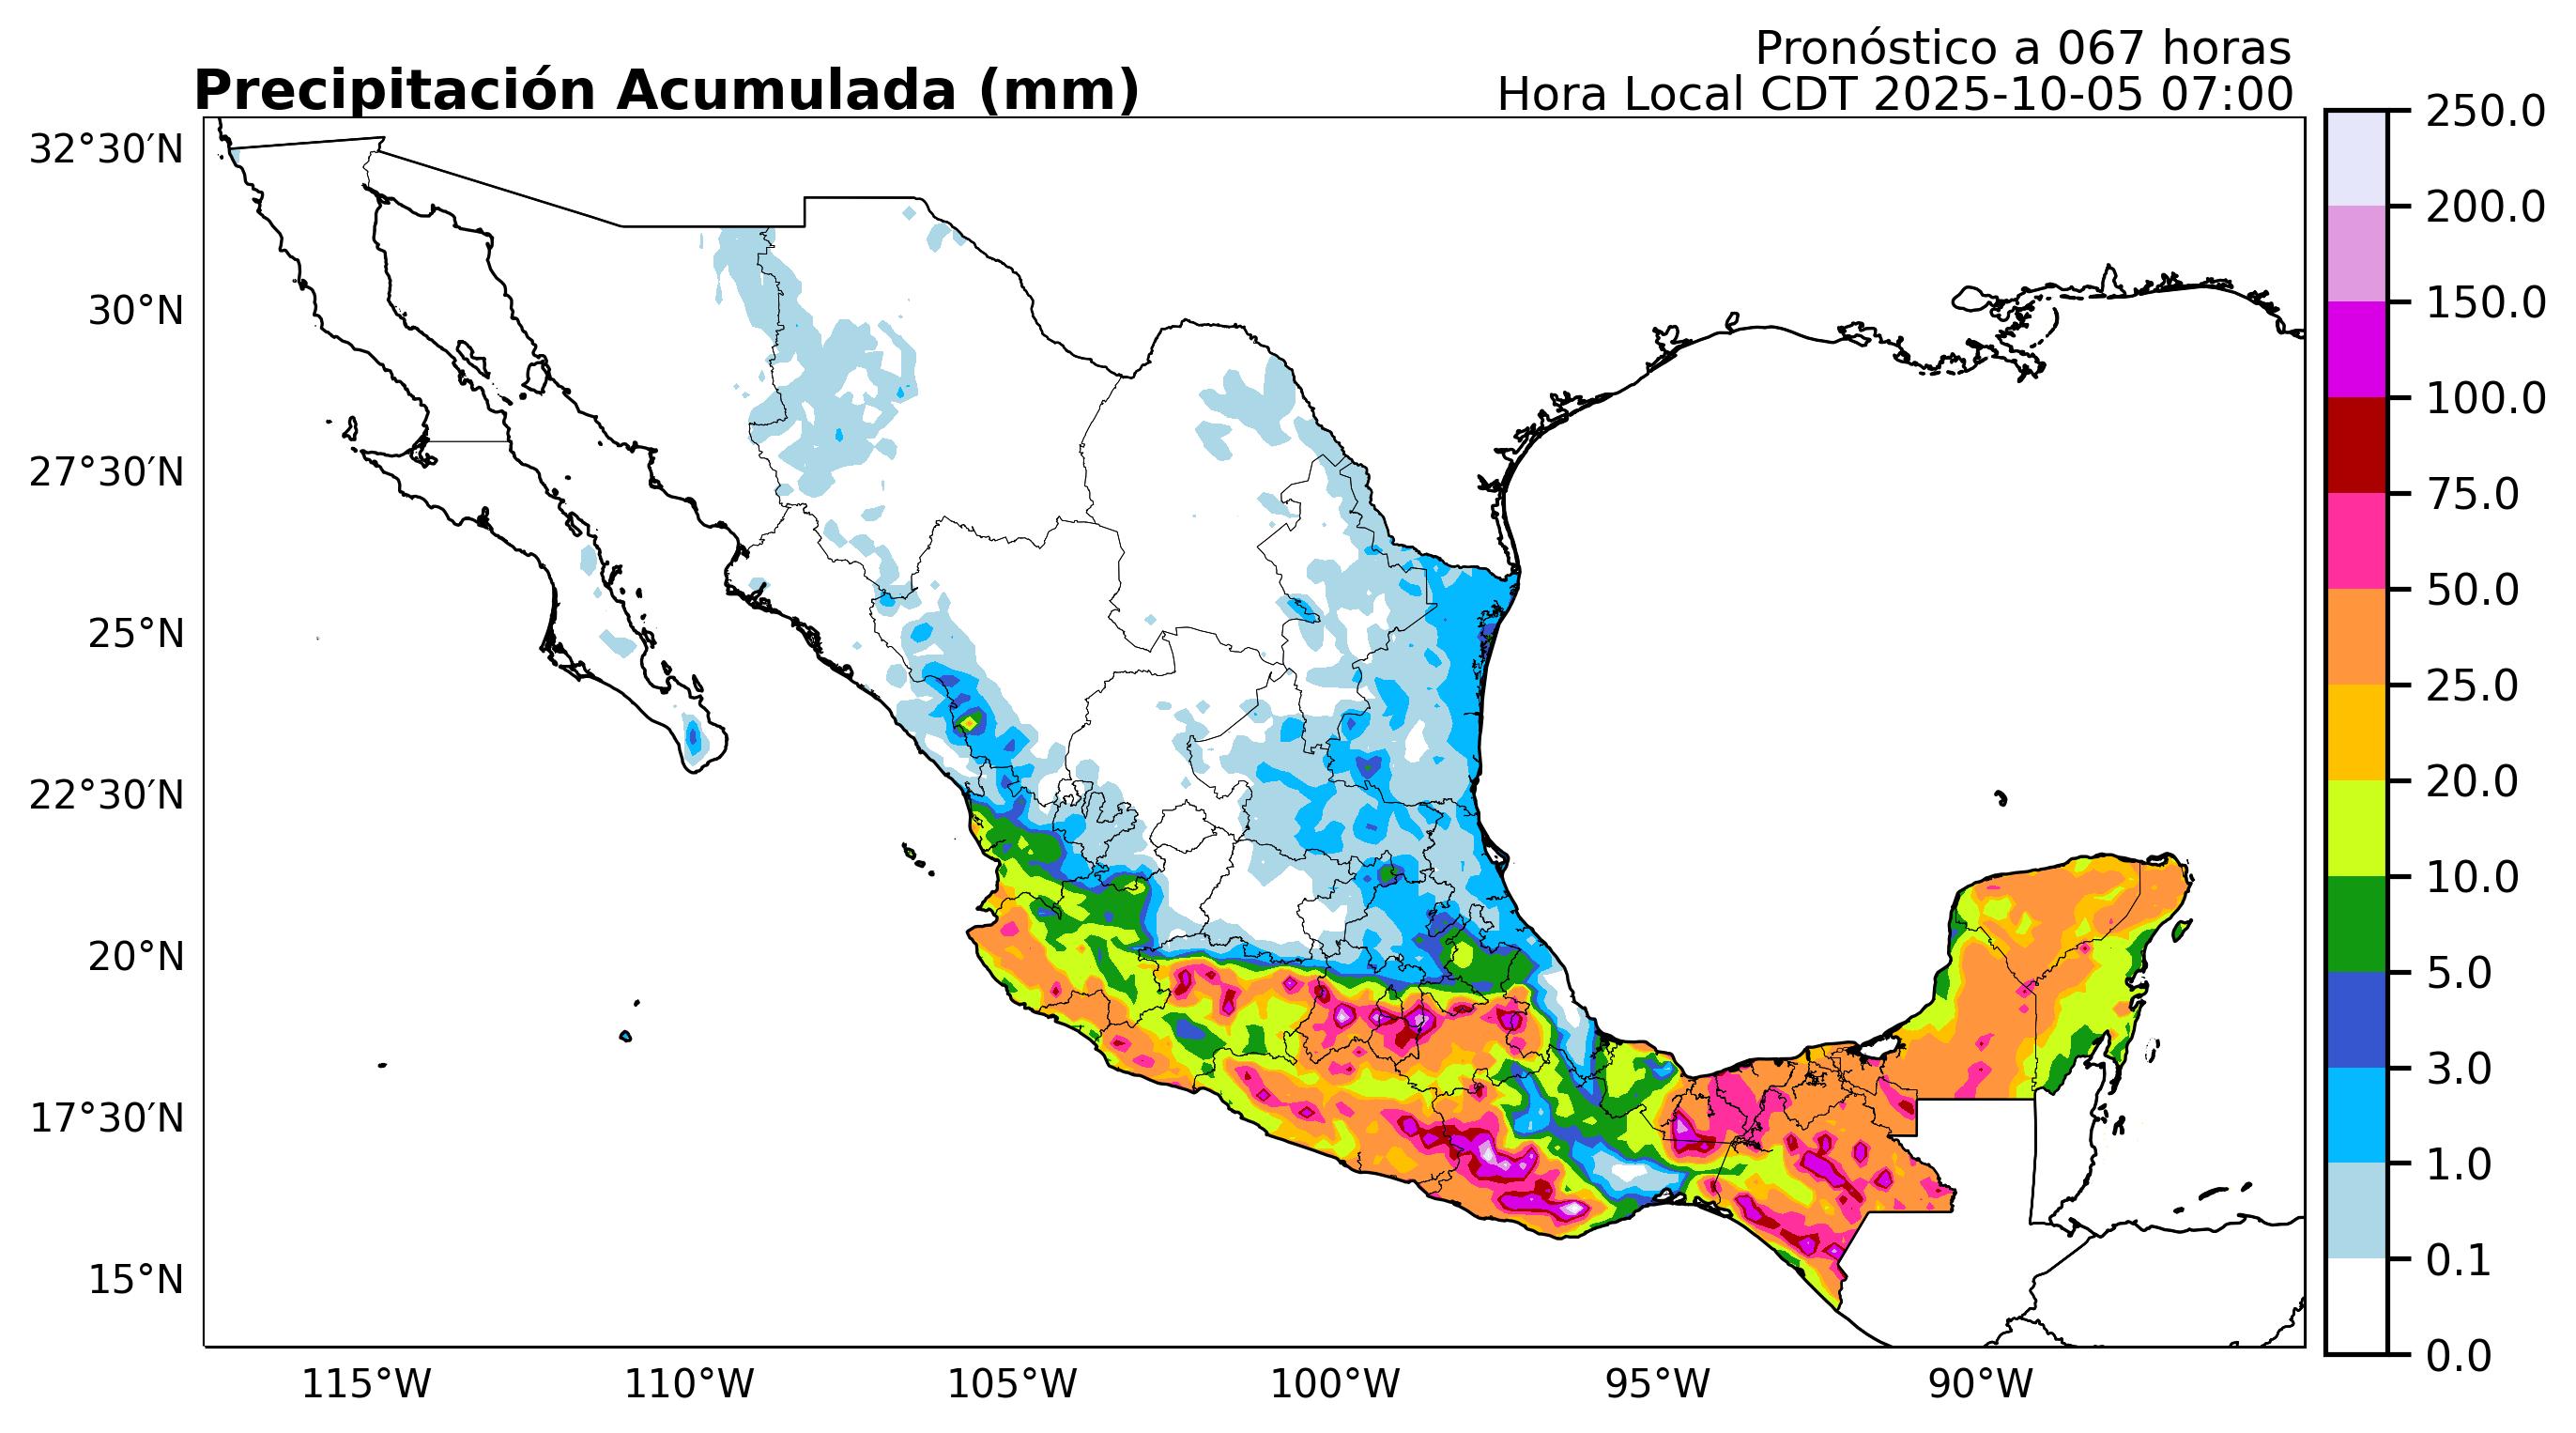 Pronóstico a 067 horas
Precipitación Acumulada (mm)
Hora Local CDT 2025-10-05 07:00
32°30′N
30°N
27°30′N
25°N
22°30′N
20°N
17°30′N
15°N
115°W
110°W
105°W
100°W
95°W
90°W
250.0
200.0
150.0
100.0
75.0
50.0
25.0
20.0
10.0
5.0
3.0
1.0
0.1
0.0